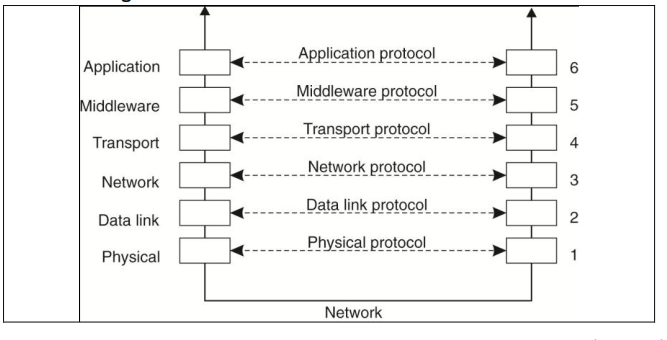 Application Application protocol 6
Middleware Middleware protocol 5
Transport Transport protocol 4
Network Network protocol 3
Data link Data link protocol 2
Physical Physical protocol 1
Network